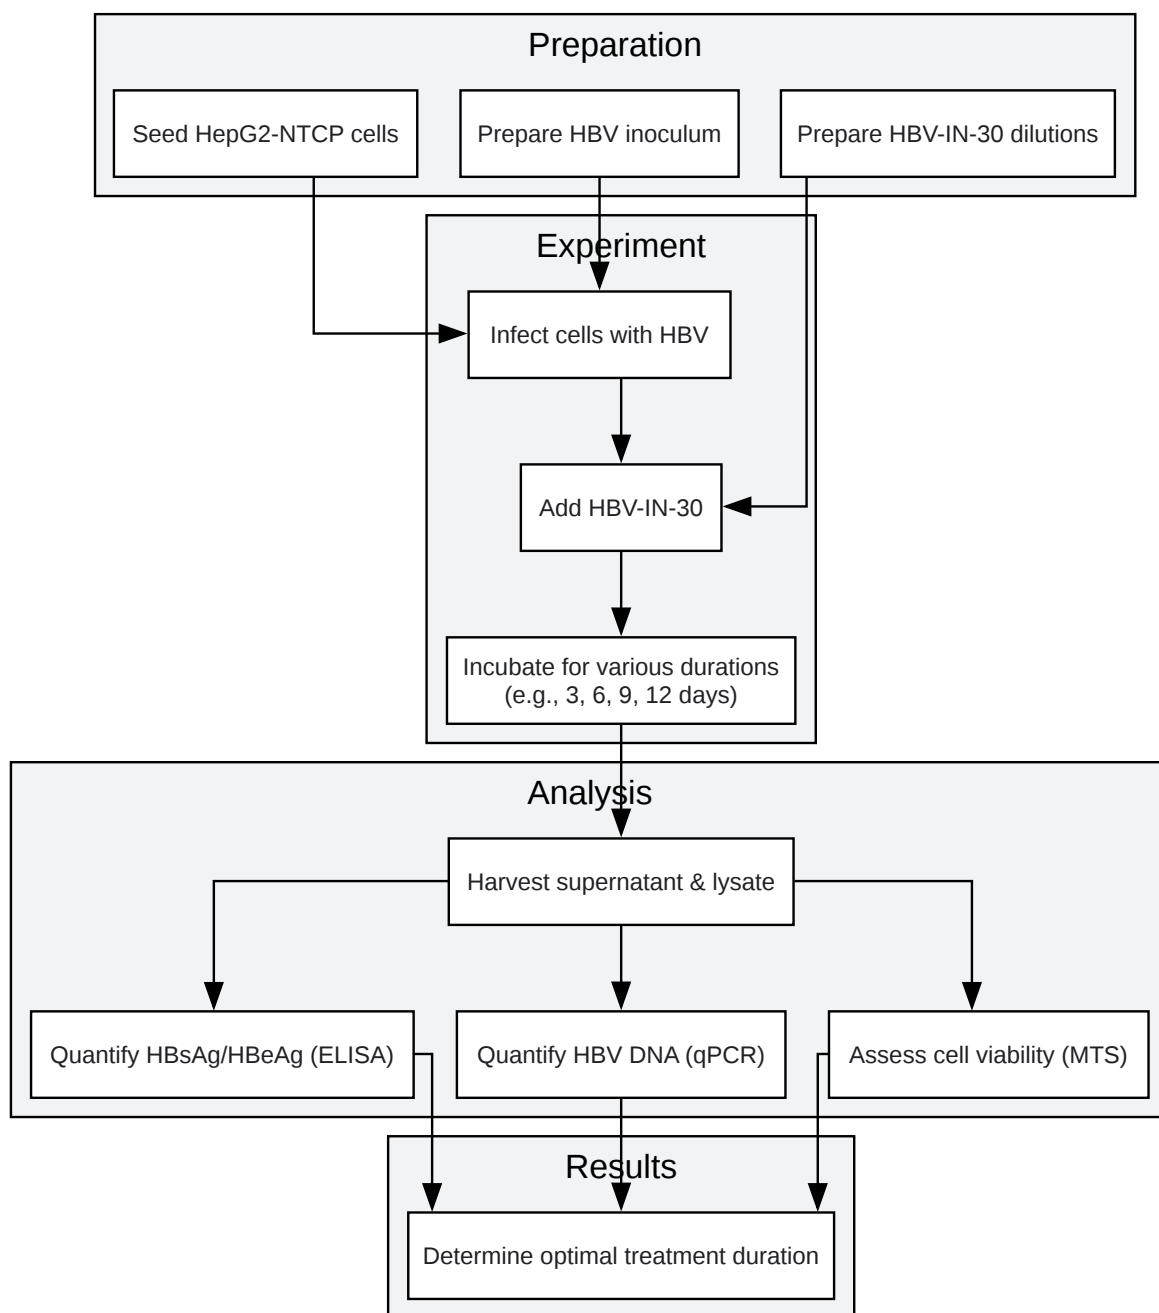 Preparation
Seed HepG2-NTCP cells
Prepare HBV inoculum
Prepare HBV-IN-30 dilutions
Experiment
Infect cells with HBV
Add HBV-IN-30
Incubate for various durations
(e.g., 3, 6, 9, 12 days)
Analysis
Harvest supernatant & lysate
Quantify HBsAg/HBeAg (ELISA)
Quantify HBV DNA (qPCR)
Assess cell viability (MTS)
Results
Determine optimal treatment duration